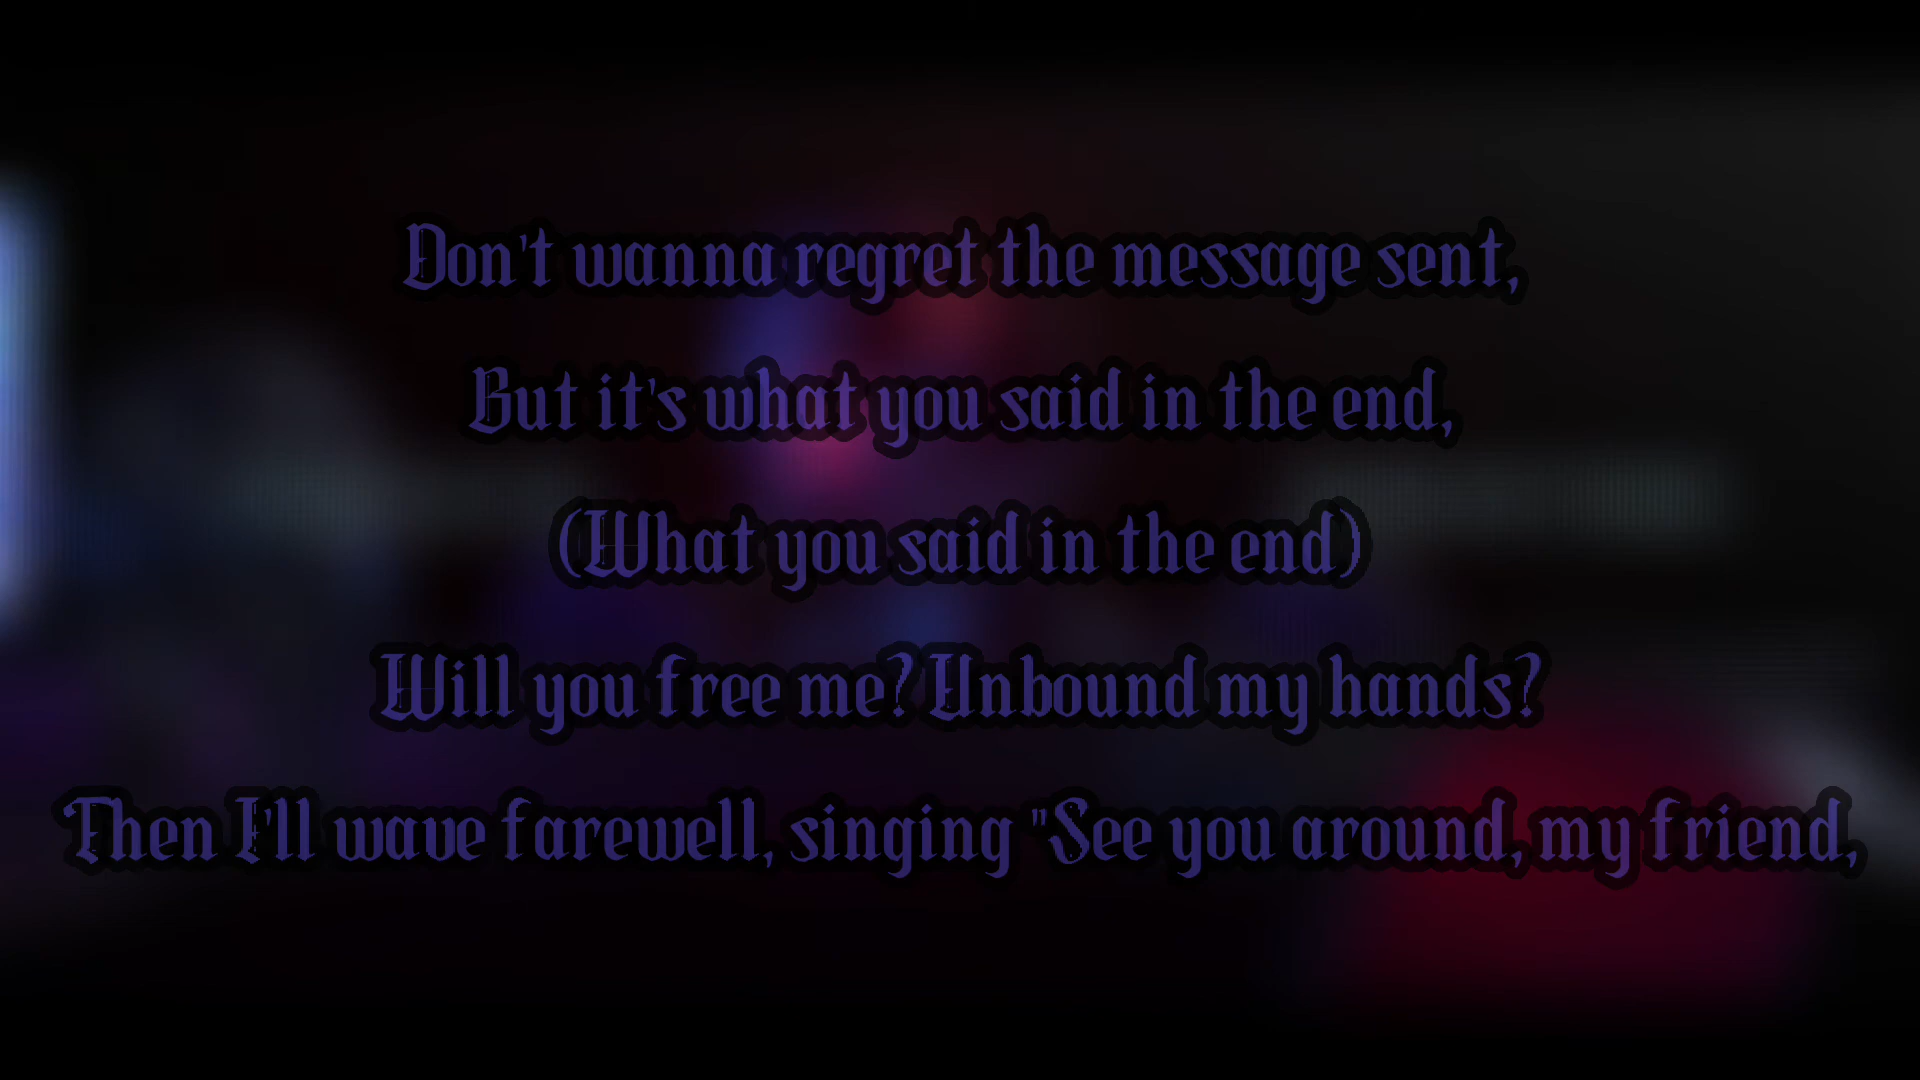 Don't wanna regret the message sent,
But it's what you said in the end,
(What you said in the end)
Will you free me? Unbound my hands?
Then I'll wave farewell, singing "See you around, my friend,